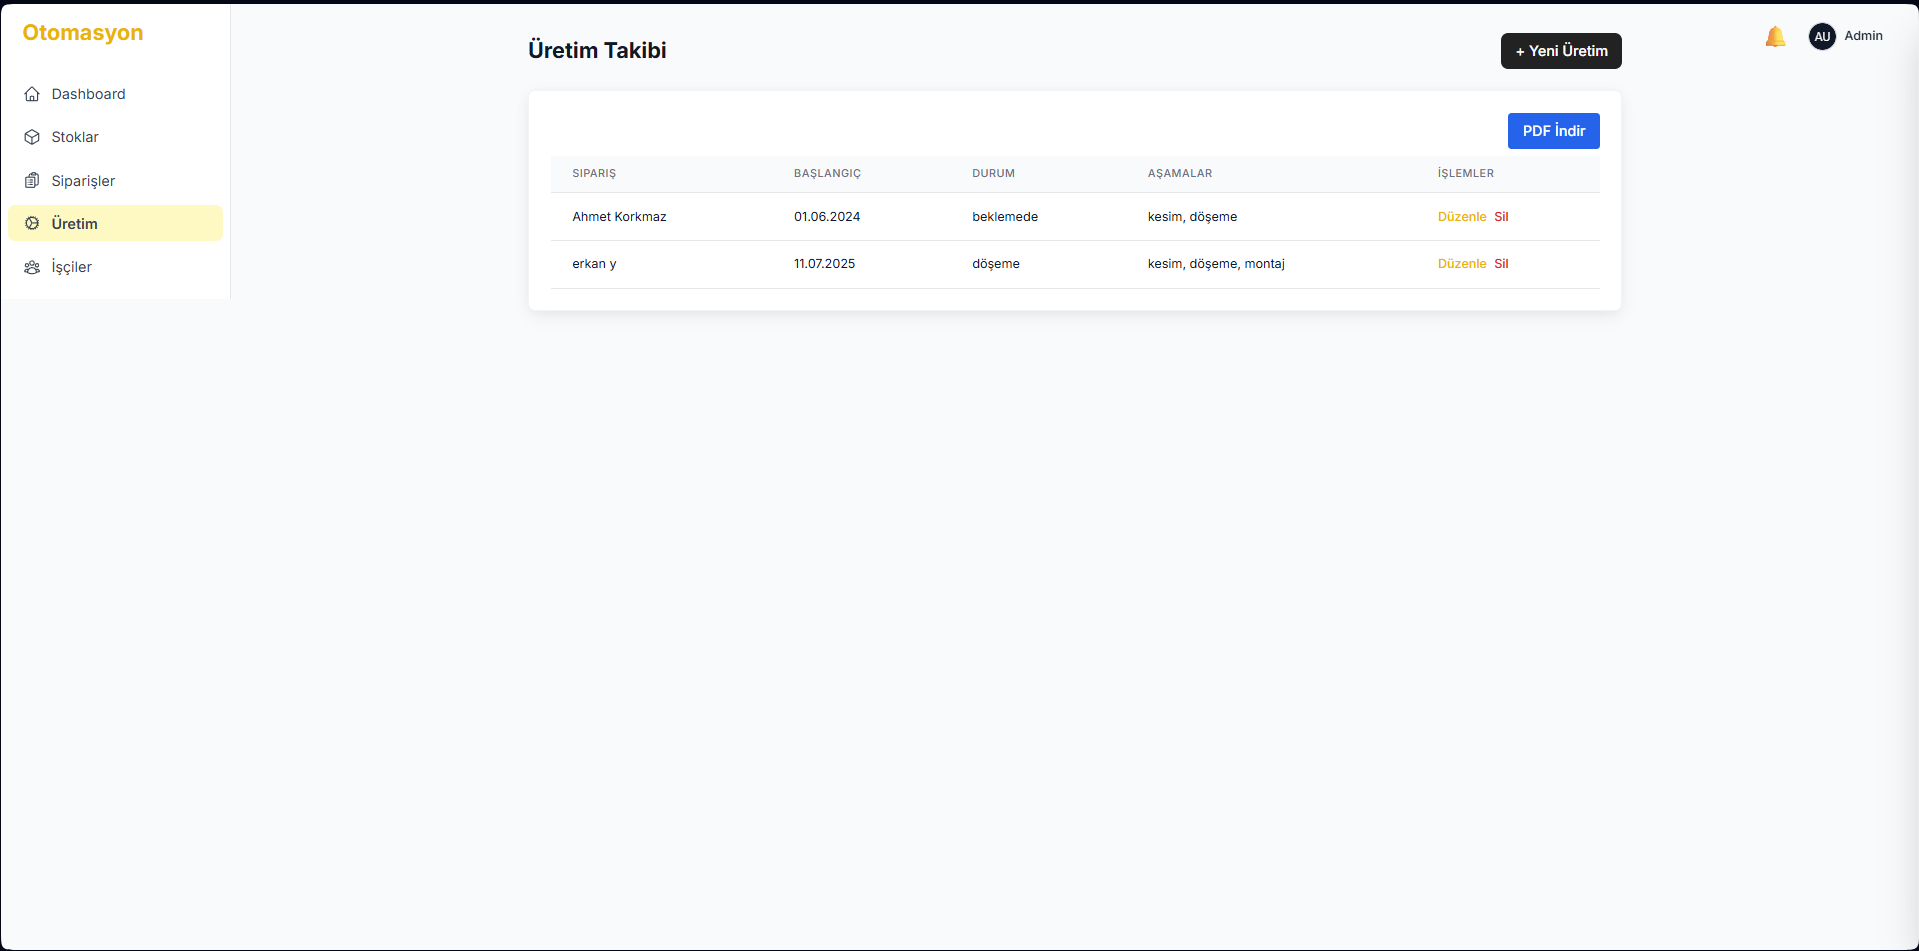 Otomasyon
Dashboard
Stoklar
Siparişler
Üretim
İşçiler
Üretim Takibi
+ Yeni Üretim
AU Admin
PDF İndir
SIPARIŞ BAŞLANGIÇ DURUM AŞAMALAR İŞLEMLER
Ahmet Korkmaz 01.06.2024 beklemede kesim, döşeme Düzenle Sil
erkan y 11.07.2025 döşeme kesim, döşeme, montaj Düzenle Sil